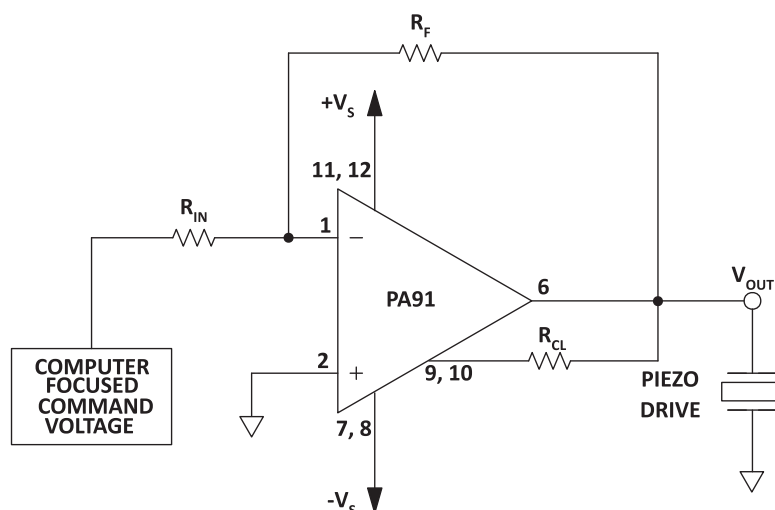 R_F
+V_S
11, 12
R_IN
1
−
PA91
6
V_OUT
2
+
R_CL
9, 10
7, 8
COMPUTER
FOCUSED
COMMAND
VOLTAGE
PIEZO
DRIVE
-V_S